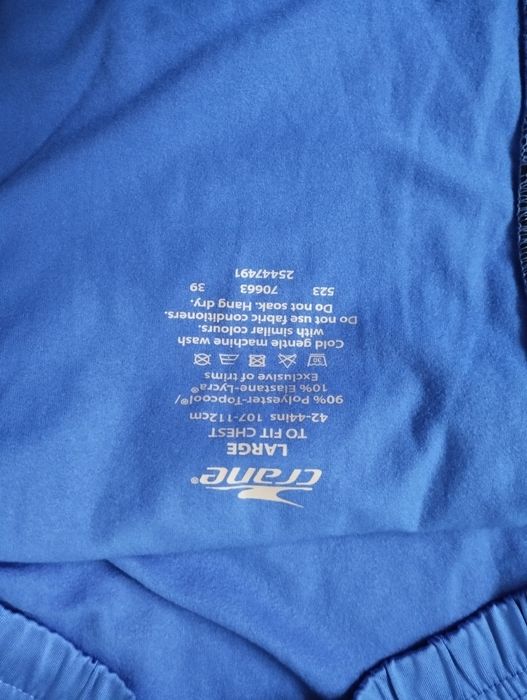 crane®
LARGE
TO FIT CHEST
42-44ins 107-112cm
90% Polyester-Topcool®/
10% Elastane-Lycra®
Exclusive of trims
30
Cold gentle machine wash
with similar colours.
Do not use fabric conditioners.
Do not soak. Hang dry.
523 70663 39
25447491